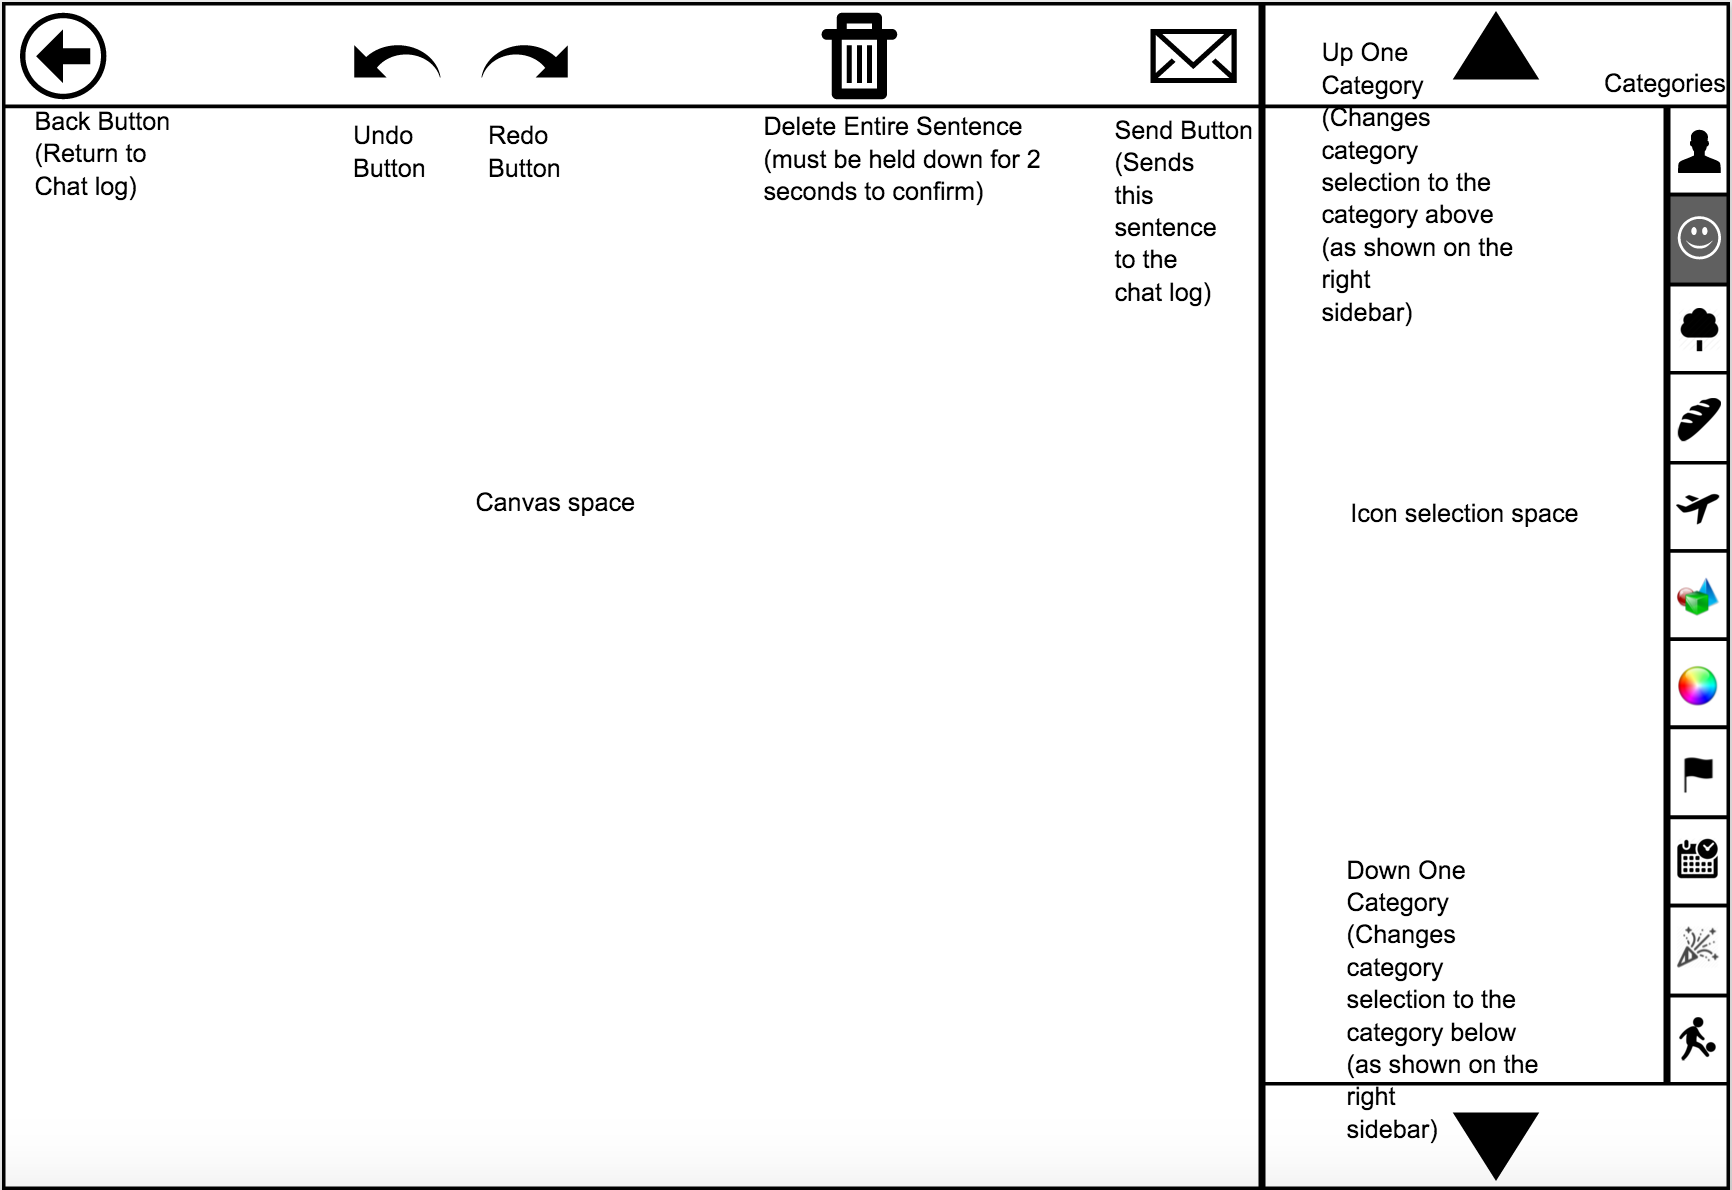 Back Button
(Return to
Chat log)
Undo
Button
Redo
Button
Delete Entire Sentence
(must be held down for 2
seconds to confirm)
Send Button
(Sends
this
sentence
to the
chat log)
Up One
Category
(Changes
category
selection to the
category above
(as shown on the
right
sidebar)
Categories
Canvas space
Icon selection space
Down One
Category
(Changes
category
selection to the
category below
(as shown on the
right
sidebar)